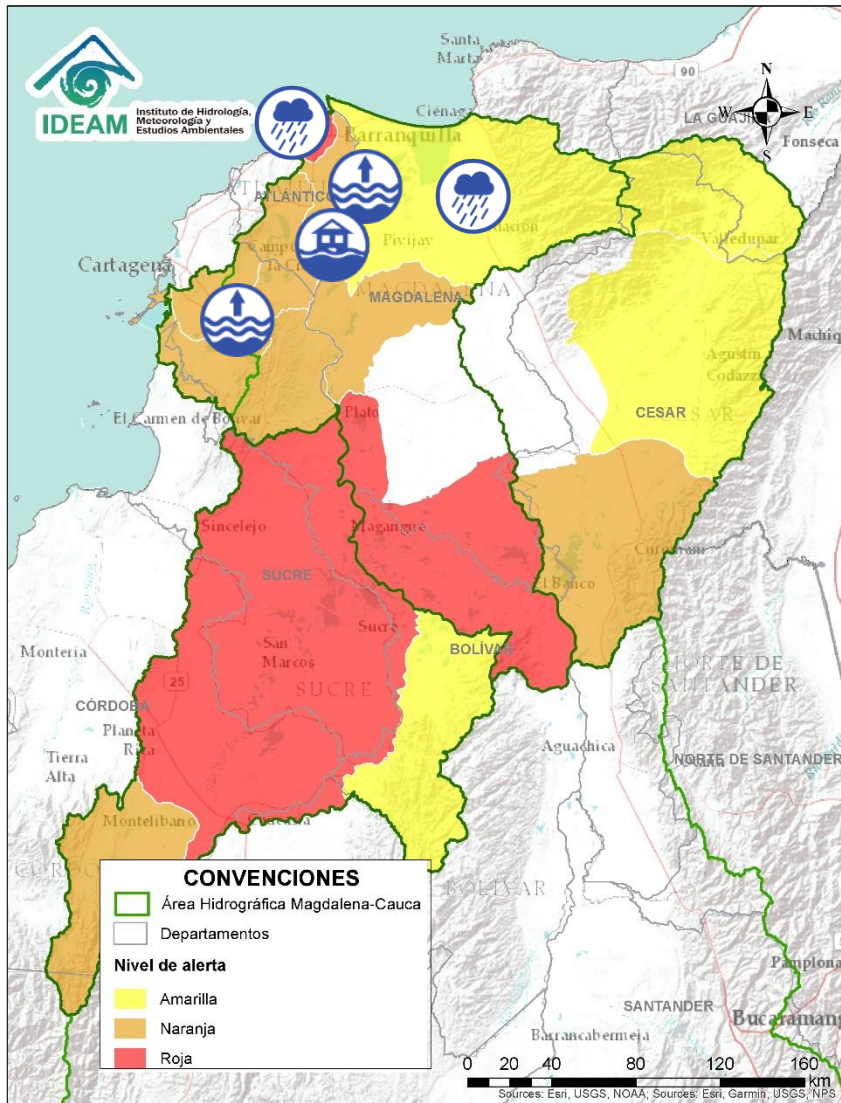 IDEAM
Instituto de Hidrología,
Meteorología y
Estudios Ambientales
Santa
Marta
90
N
W
E
S
Ciénaga
LA GUAJI
Fonseca
Barranquilla
ATLÁNTICO
Valledupar
Pivijay
Cartagena
MAGDALENA
Machiq
Agustín
Codazz
CESAR
El Carmen de Bolívar
Plato
Sincelejo
Magangué
SUCRE
El Banco
Sucre
San
Marcos
BOLÍVAR
SUCRE
Montería
25
CÓRDOBA
Planeta
Rica
NORTE DE
SANTANDER
Tierra
Alta
Aguachica
NORTE DE SANTANDER
Montelíbano
BOLÍVAR
CONVENCIONES
Área Hidrográfica Magdalena-Cauca
Departamentos
Nivel de alerta
Amarilla
Naranja
Roja
Pamplona
SANTANDER
Bucaramang
Barrancabermeja
0 20 40 80 120 160
km
Sources: Esri, USGS, NOAA; Sources: Esri, Garmin, USGS, NPS